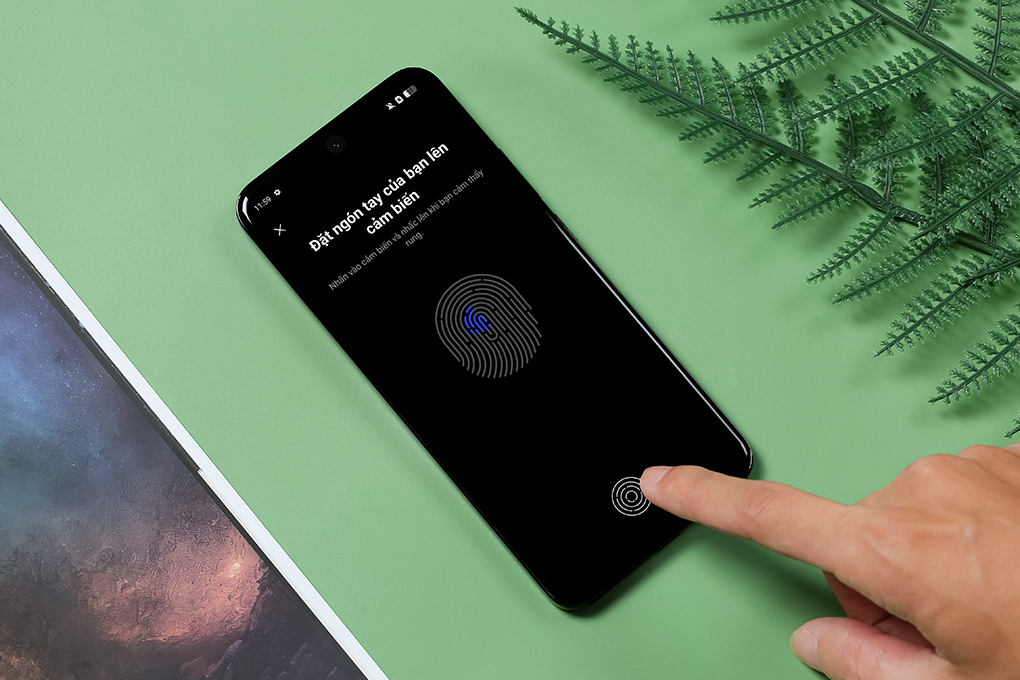 11:59
Đặt ngón tay của bạn lên
cảm biến
Nhấn vào cảm biến và nhấc lên khi bạn cảm thấy
rung.